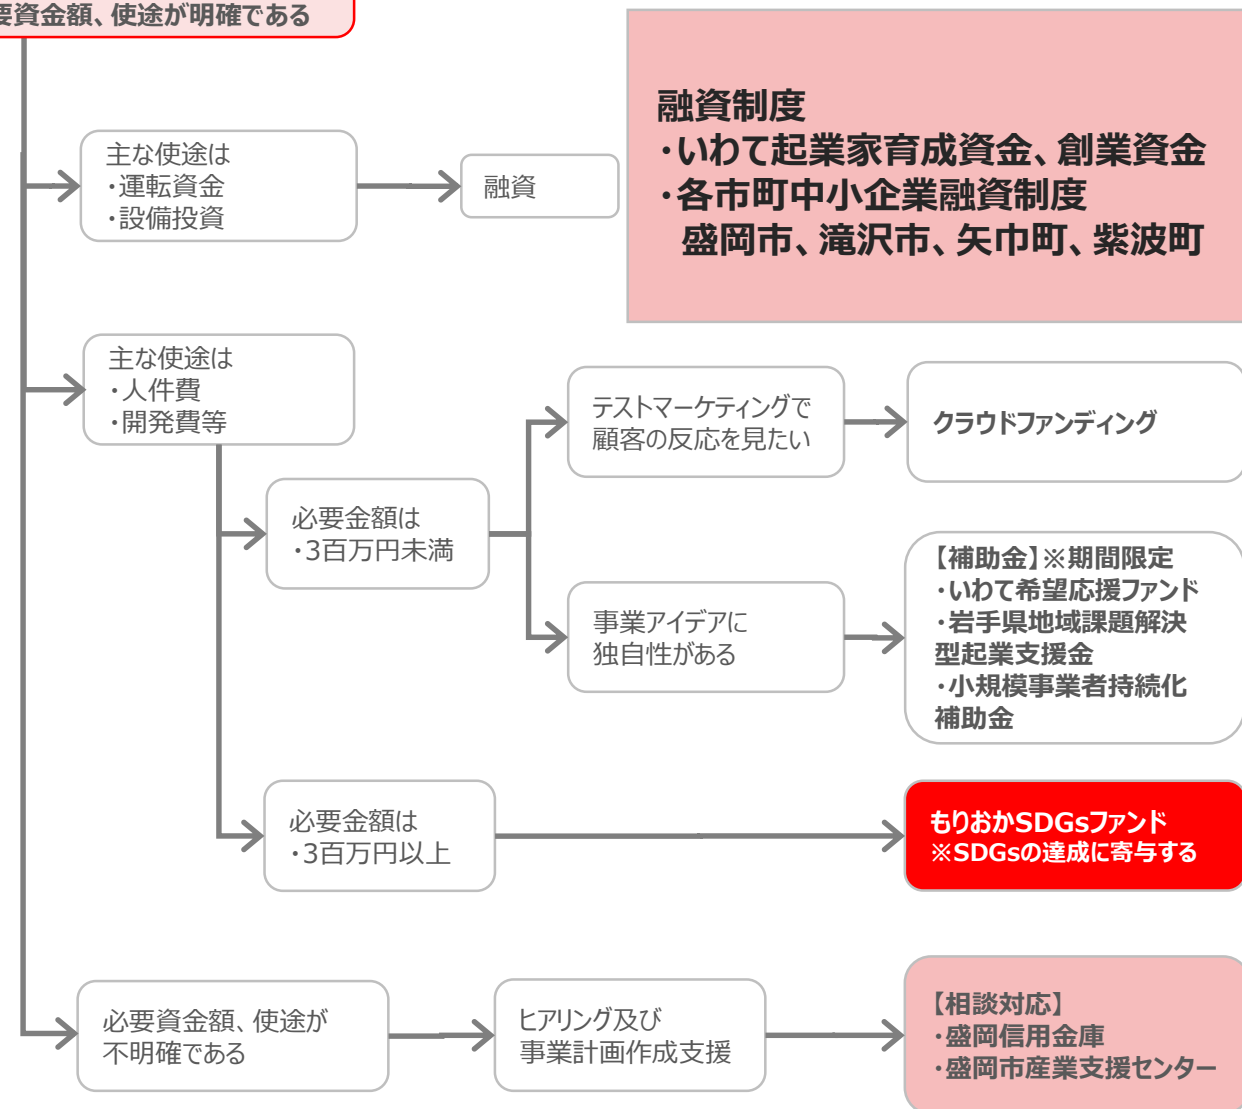 要資金額、使途が明確である
融資制度
・いわて起業家育成資金、創業資金
・各市町中小企業融資制度
盛岡市、滝沢市、矢巾町、紫波町
主な使途は
・運転資金
・設備投資
融資
主な使途は
・人件費
・開発費等
テストマーケティングで
顧客の反応を見たい
クラウドファンディング
必要金額は
・3百万円未満
事業アイデアに
独自性がある
【補助金】※期間限定
・いわて希望応援ファンド
・岩手県地域課題解決
型起業支援金
・小規模事業者持続化
補助金
必要金額は
・3百万円以上
もりおかSDGsファンド
※SDGsの達成に寄与する
必要資金額、使途が
不明確である
ヒアリング及び
事業計画作成支援
【相談対応】
・盛岡信用金庫
・盛岡市産業支援センター